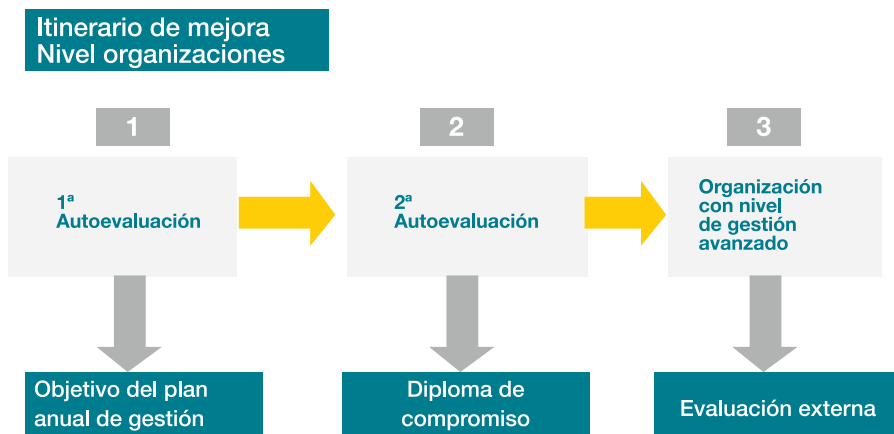 Itinerario de mejora
Nivel organizaciones
1
2
3
1ª
Autoevaluación
2ª
Autoevaluación
Organización
con nivel
de gestión
avanzado
Objetivo del plan
anual de gestión
Diploma de
compromiso
Evaluación externa